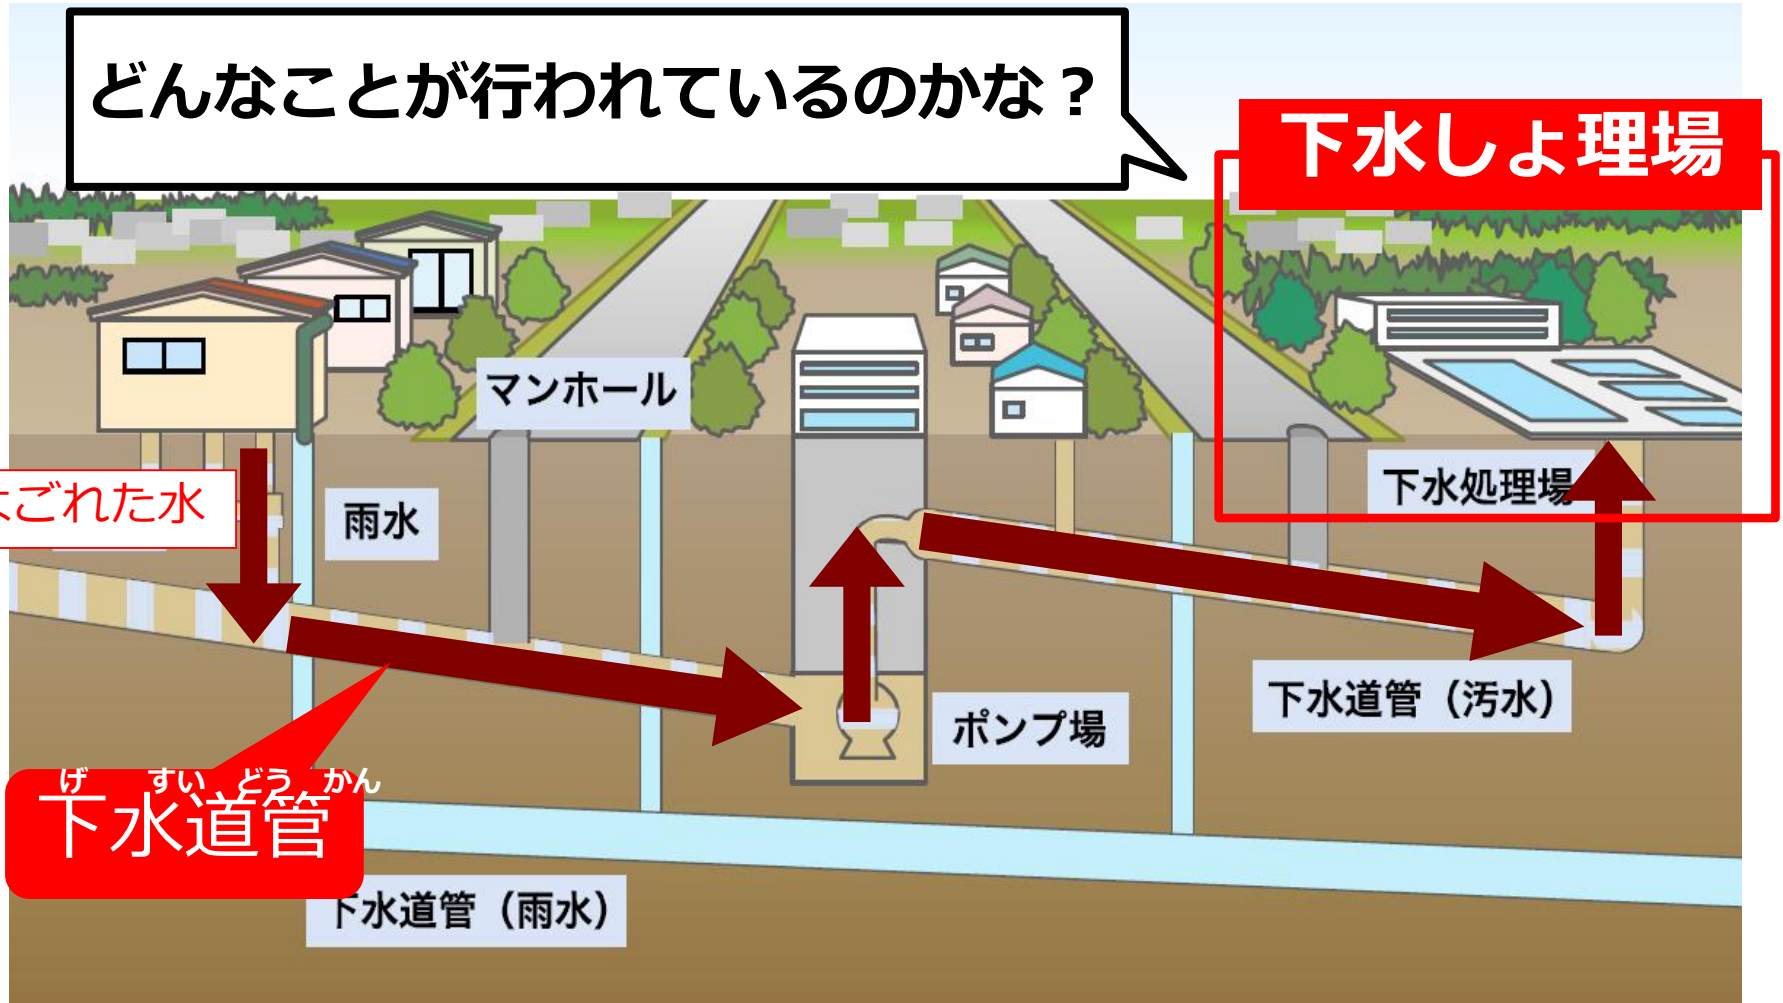 どんなことが行われているのかな？
下水しょ理場
マンホール
下水処理場
ごれた水
雨水
下水道管（汚水）
ポンプ場
げ すい どう かん
下水道管
下水道管（雨水）